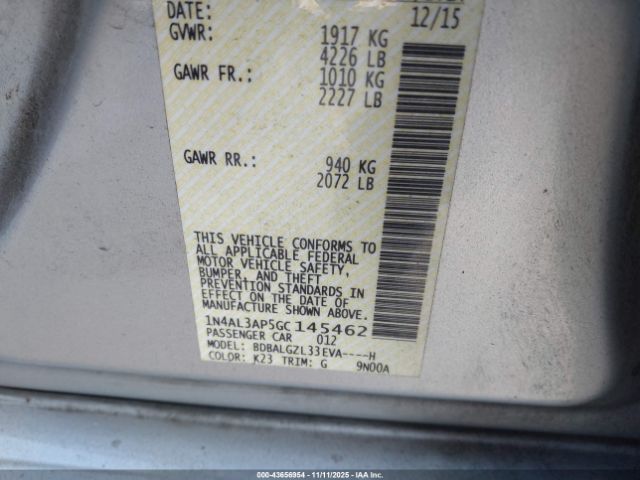 DATE: 12/15
GVWR: 1917 KG
4226 LB
GAWR FR.: 1010 KG
2227 LB
GAWR RR.: 940 KG
2072 LB
THIS VEHICLE CONFORMS TO
ALL APPLICABLE FEDERAL
MOTOR VEHICLE SAFETY,
BUMPER, AND THEFT
PREVENTION STANDARDS IN
EFFECT ON THE DATE OF
MANUFACTURE SHOWN ABOVE.
1N4AL3AP5GC145462
PASSENGER CAR 012
MODEL: BDBALGZL33EVA----H
COLOR: K23 TRIM: G 9N00A
000-43656954 - 11/11/2025 - IAAI Inc.